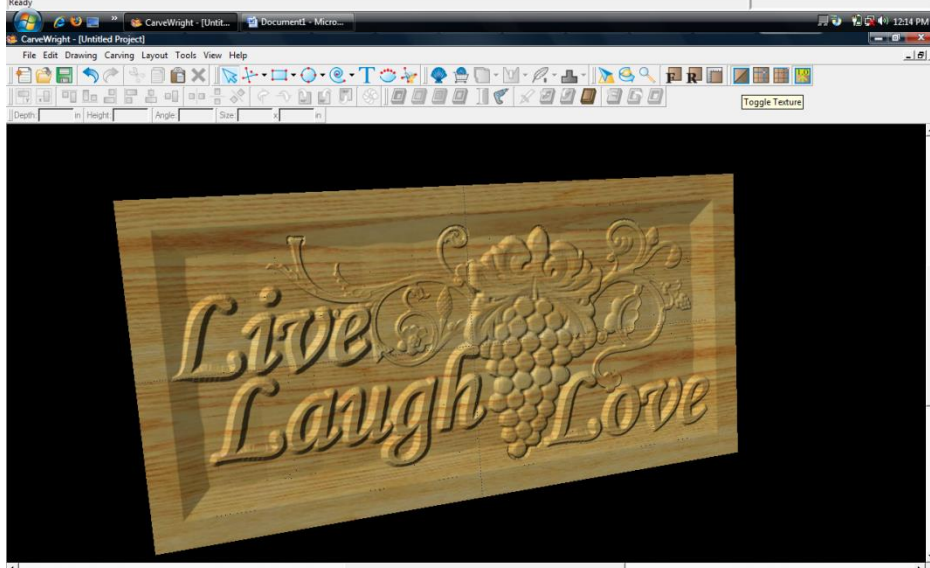 Ready
CarveWright - [Untit...
Document1 - Micro...
12:14 PM
CarveWright - [Untitled Project]
File Edit Drawing Carving Layout Tools View Help
Toggle Texture
Depth: in Height: Angle: Size: x in
Live
Laugh
Love